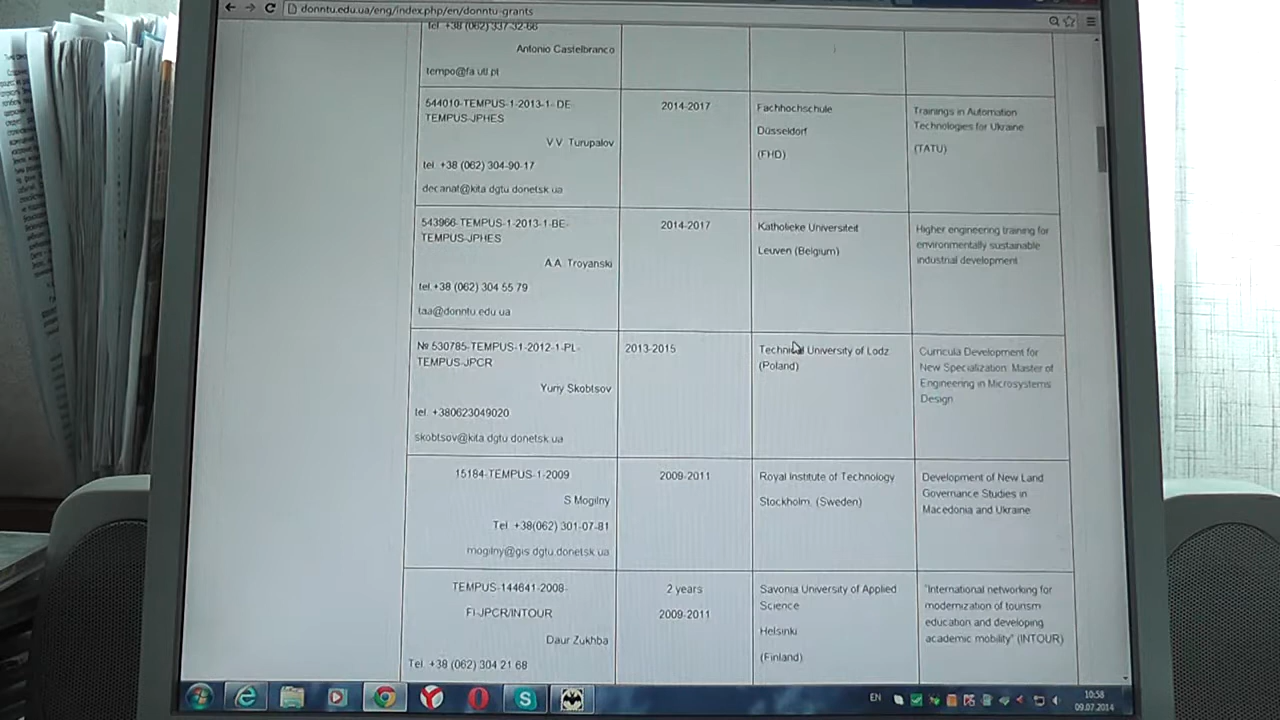 donntu.edu.ua/eng/index.php/en/donntu-grants
Tel +38 (062) 337-32-66
Antonio Castelbranco
tempo@fa.utl.pt
544010-TEMPUS-1-2013-1- DE-
TEMPUS-JPHES
V.V. Turupalov
tel. +38 (062) 304-90-17
decanat@kita.dgtu.donetsk.ua
2014-2017
Fachhochschule
Düsseldorf
(FHD)
Trainings in Automation
Technologies for Ukraine
(TATU)
543966-TEMPUS-1-2013-1-BE-
TEMPUS-JPHES
A.A. Troyanski
tel.+38 (062) 304 55 79
taa@donntu.edu.ua
2014-2017
Katholieke Universiteit
Leuven (Belgium)
Higher engineering training for
environmentally sustainable
industrial development
№ 530785-TEMPUS-1-2012-1-PL-
TEMPUS-JPCR
Yuriy Skobtsov
tel. +380623049020
skobtsov@kita.dgtu.donetsk.ua
2013-2015
Technical University of Lodz
(Poland)
Curricula Development for
New Specialization: Master of
Engineering in Microsystems
Design
15184-TEMPUS-1-2009
S.Mogilny
Tel. +38(062) 301-07-81
mogilny@gis.dgtu.donetsk.ua
2009-2011
Royal Institute of Technology
Stockholm. (Sweden)
Development of New Land
Governance Studies in
Macedonia and Ukraine
TEMPUS-144641-2008-
FI-JPCR/INTOUR
Daur Zukhba
Tel. +38 (062) 304 21 68
2 years
2009-2011
Savonia University of Applied
Science
Helsinki
(Finland)
"International networking for
modernization of tourism
education and developing
academic mobility" (INTOUR)
EN
10:58
09.07.2014